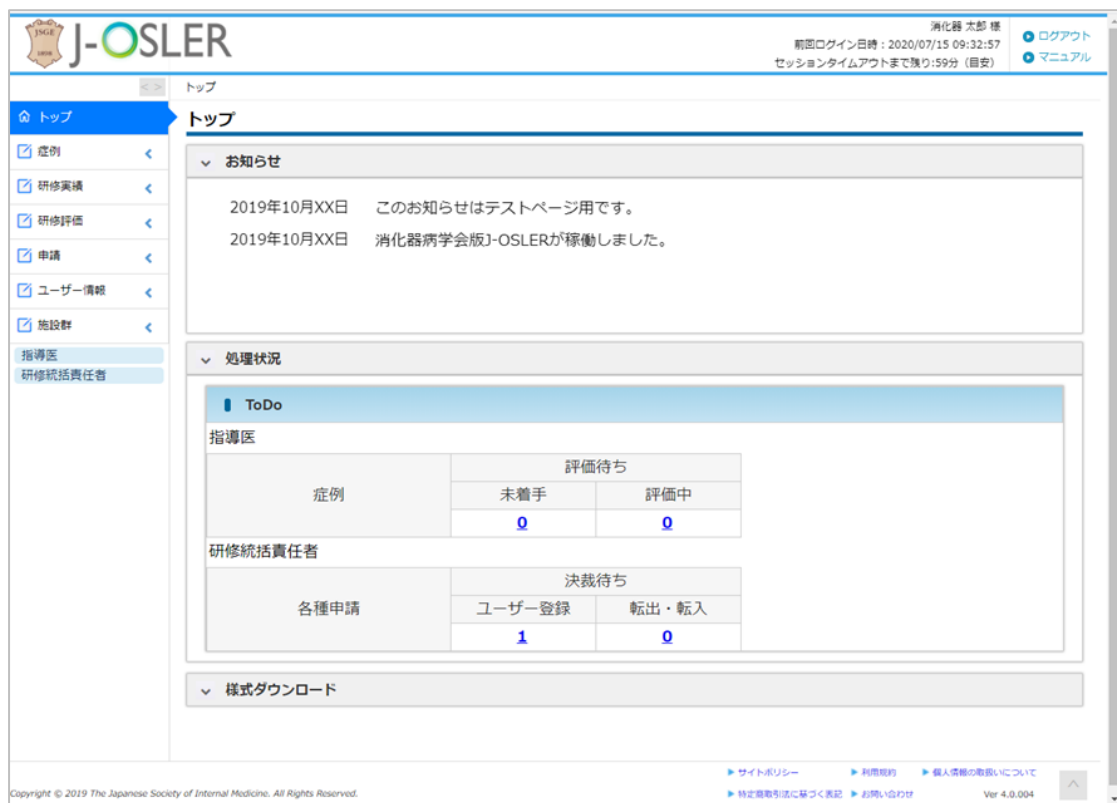 JSGE
1898
J-OSLER
消化器 太郎 様
前回ログイン日時：2020/07/15 09:32:57
セッションタイムアウトまで残り:59分（目安）
ログアウト
マニュアル
< >
トップ
トップ
トップ
症例
研修実績
研修評価
申請
ユーザー情報
施設群
指導医
研修統括責任者
お知らせ
2019年10月XX日 このお知らせはテストページ用です。
2019年10月XX日 消化器病学会版J-OSLERが稼働しました。
処理状況
ToDo
指導医
評価待ち
症例 未着手 評価中
0 0
研修統括責任者
決裁待ち
各種申請 ユーザー登録 転出・転入
1 0
様式ダウンロード
サイトポリシー 利用規約 個人情報の取扱いについて
特定商取引法に基づく表記 お問い合わせ Ver 4.0.004
Copyright © 2019 The Japanese Society of Internal Medicine. All Rights Reserved.